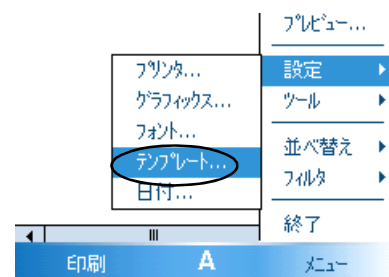 ﾌﾟﾚﾋﾞｭｰ...
設定
ﾂｰﾙ
並べ替え
ﾌｨﾙﾀ
終了
ﾌﾟﾘﾝﾀ...
ｸﾞﾗﾌｨｯｸｽ...
ﾌｫﾝﾄ...
ﾃﾝﾌﾟﾚｰﾄ...
日付...
印刷
A
ﾒﾆｭｰ